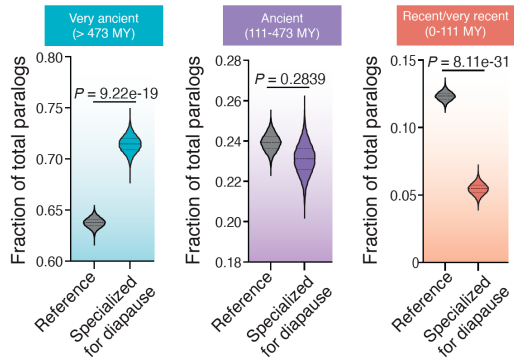 Very ancient
(> 473 MY)
Ancient
(111-473 MY)
Recent/very recent
(0-111 MY)
Fraction of total paralogs
0.80
0.75
0.70
0.65
0.60
P = 9.22e-19
Reference
Specialized
for diapause
Fraction of total paralogs
0.28
0.26
0.24
0.22
0.20
0.18
P = 0.2839
Reference
Specialized
for diapause
Fraction of total paralogs
0.15
0.10
0.05
0
P = 8.11e-31
Reference
Specialized
for diapause